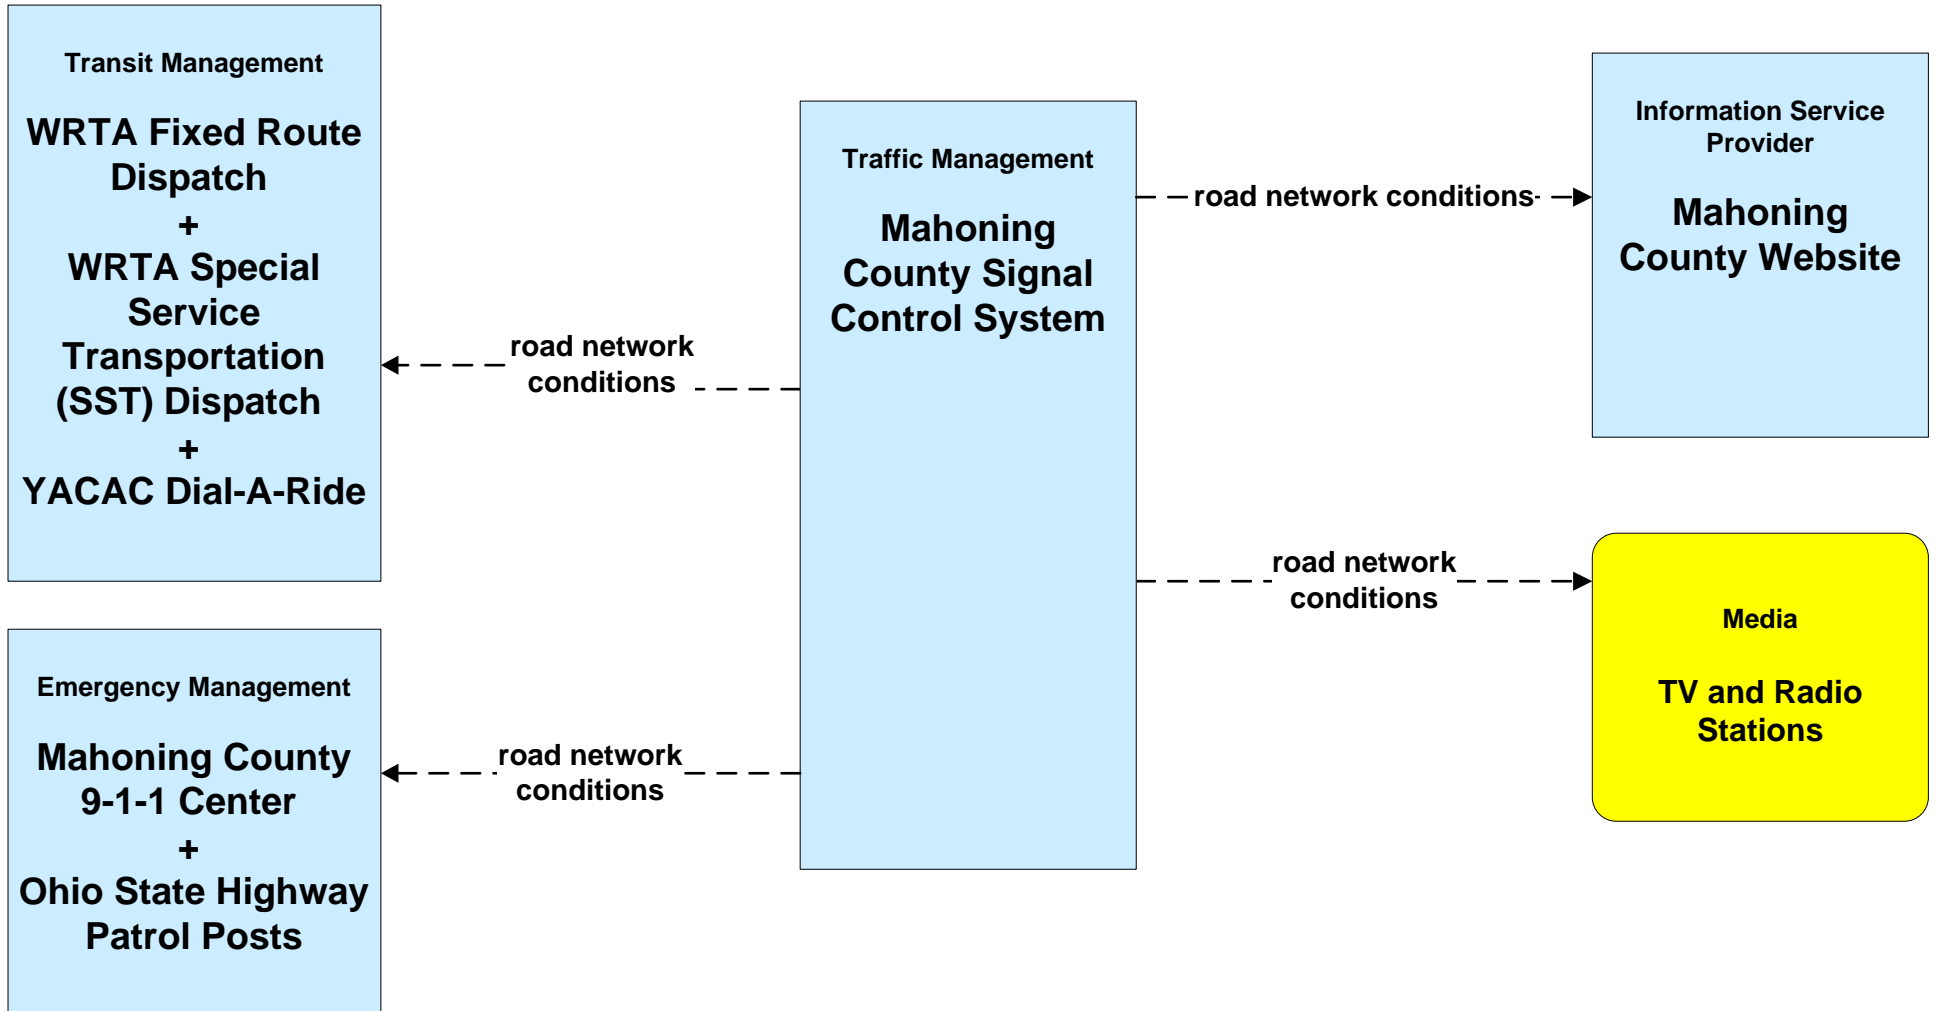 Transit Management
WRTA Fixed Route
Dispatch
+
WRTA Special
Service
Transportation
(SST) Dispatch
+
YACAC Dial-A-Ride
Emergency Management
Mahoning County
9-1-1 Center
+
Ohio State Highway
Patrol Posts
road network
conditions
road network
conditions
Traffic Management
Mahoning
County Signal
Control System
road network conditions
road network
conditions
Information Service
Provider
Mahoning
County Website
Media
TV and Radio
Stations